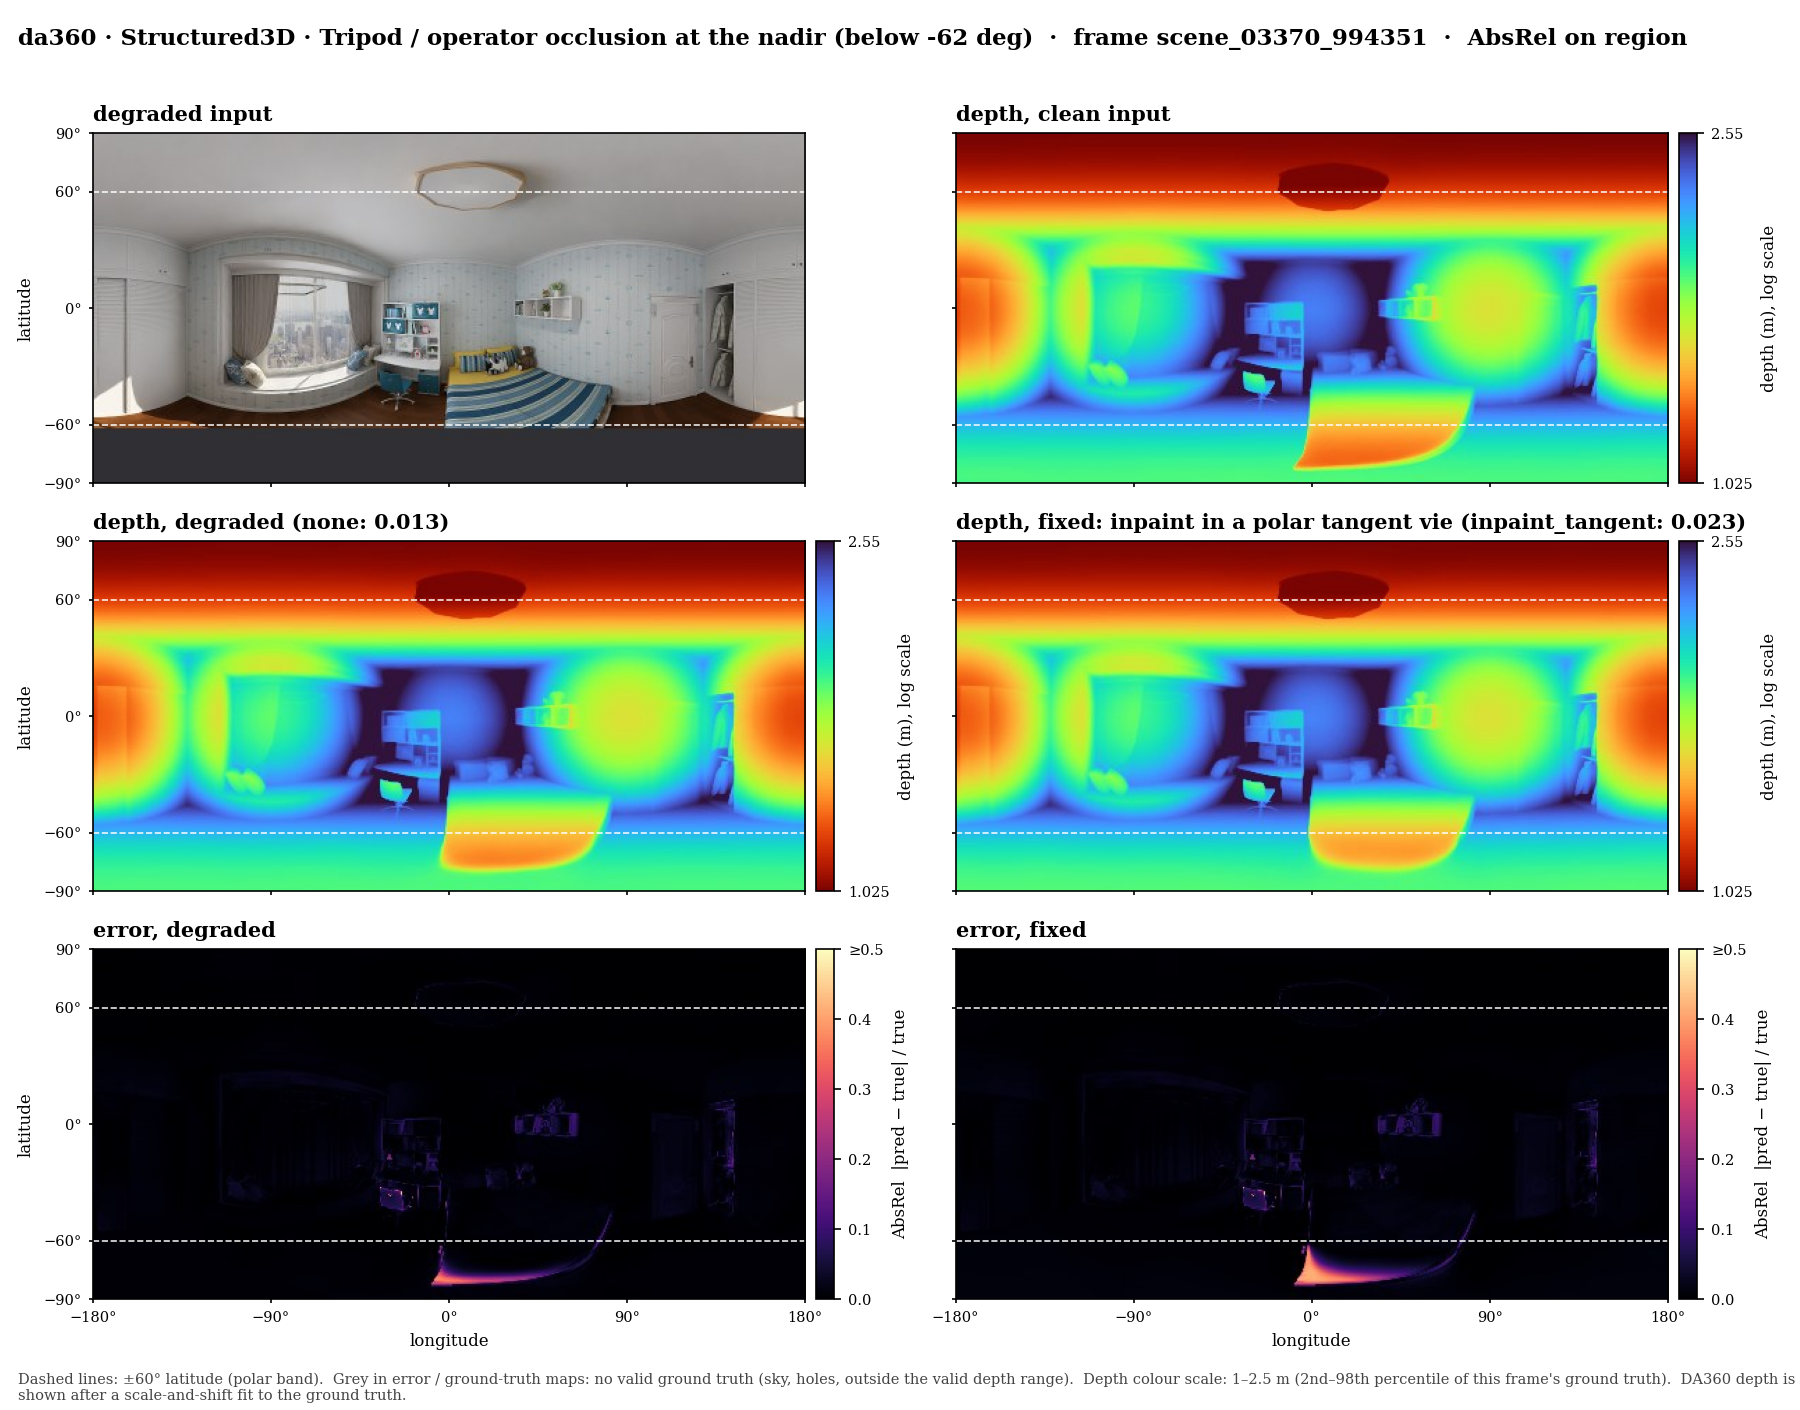 da360 · Structured3D · Tripod / operator occlusion at the nadir (below -62 deg)  ·  frame scene_03370_994351  ·  AbsRel on region
degraded input
depth, clean input
90°
60°
0°
−60°
−90°
latitude
2.55
1.025
depth (m), log scale
depth, degraded (none: 0.013)
depth, fixed: inpaint in a polar tangent vie (inpaint_tangent: 0.023)
90°
60°
0°
−60°
−90°
latitude
2.55
1.025
depth (m), log scale
2.55
1.025
depth (m), log scale
error, degraded
error, fixed
90°
60°
0°
−60°
−90°
latitude
−180°
−90°
0°
90°
180°
longitude
≥0.5
0.4
0.3
0.2
0.1
0.0
AbsRel  |pred − true| / true
−180°
−90°
0°
90°
180°
longitude
≥0.5
0.4
0.3
0.2
0.1
0.0
AbsRel  |pred − true| / true
Dashed lines: ±60° latitude (polar band).  Grey in error / ground-truth maps: no valid ground truth (sky, holes, outside the valid depth range).  Depth colour scale: 1–2.5 m (2nd–98th percentile of this frame's ground truth).  DA360 depth is
shown after a scale-and-shift fit to the ground truth.